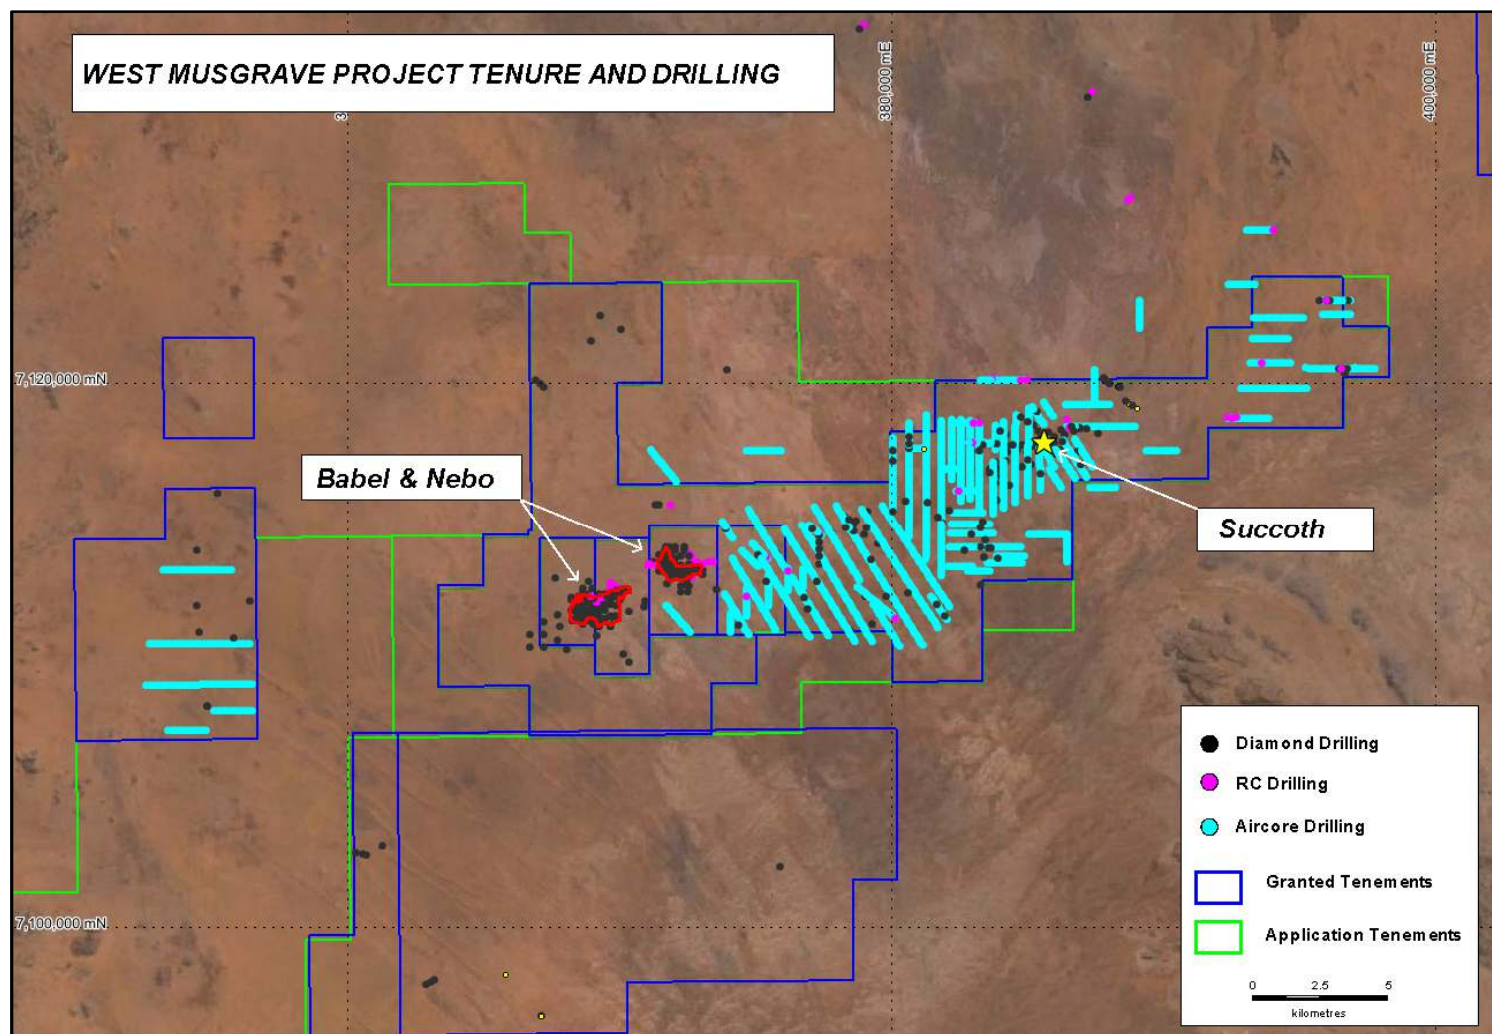 WEST MUSGRAVE PROJECT TENURE AND DRILLING
3
380,000 mE
400,000 mE
7,120,000 mN
Babel & Nebo
Succoth
7,100,000 mN
Diamond Drilling
RC Drilling
Aircore Drilling
Granted Tenements
Application Tenements
0 2.5 5
kilometres